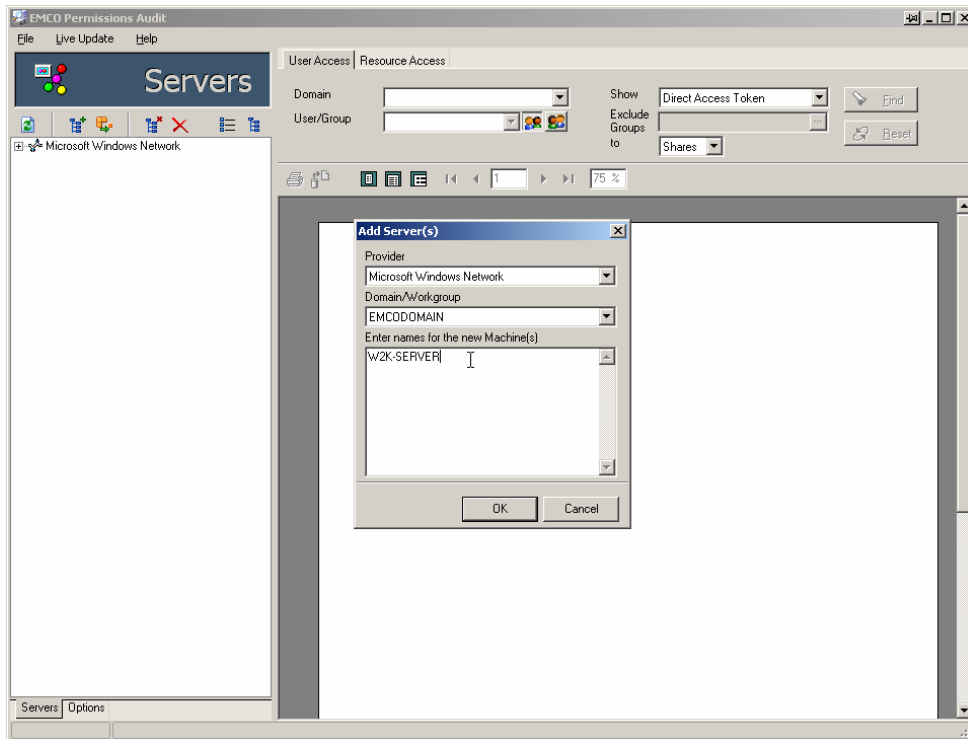 EMCO Permissions Audit
File Live Update Help
Servers
Microsoft Windows Network
User Access Resource Access
Domain
User/Group
Show Direct Access Token
Exclude Groups
to Shares
Find
Reset
1 75 %
Add Server(s)
Provider
Microsoft Windows Network
Domain/Workgroup
EMCODOMAIN
Enter names for the new Machine(s)
W2K-SERVER
OK Cancel
Servers Options